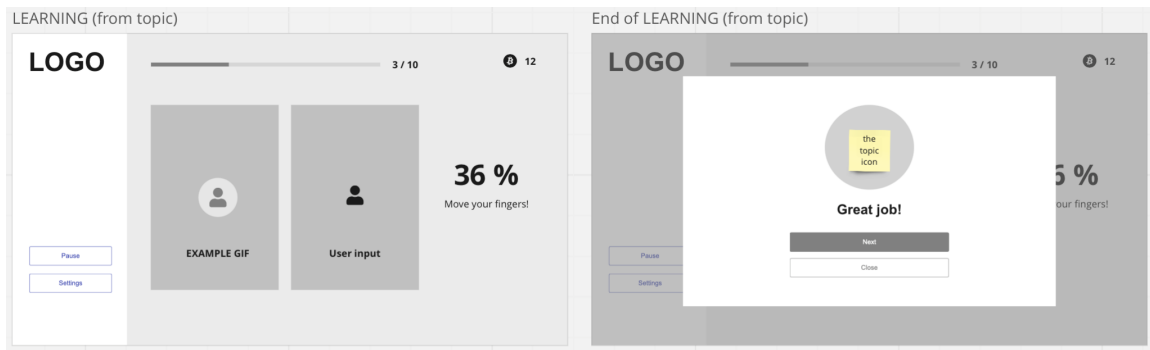 LEARNING (from topic)
LOGO
3 / 10
12
EXAMPLE GIF
User input
36 %
Move your fingers!
Pause
Settings
End of LEARNING (from topic)
LOGO
3 / 10
12
the
topic
icon
Great job!
Next
Close
6 %
our fingers!
Pause
Settings